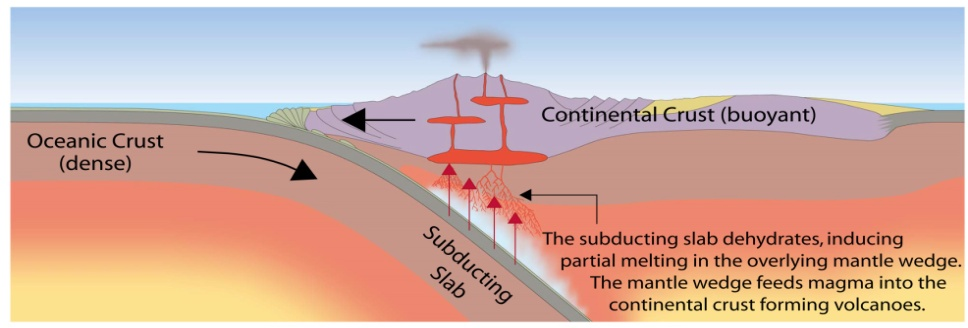 Oceanic Crust
(dense)
Continental Crust (buoyant)
Subducting
Slab
The subducting slab dehydrates, inducing
partial melting in the overlying mantle wedge.
The mantle wedge feeds magma into the
continental crust forming volcanoes.